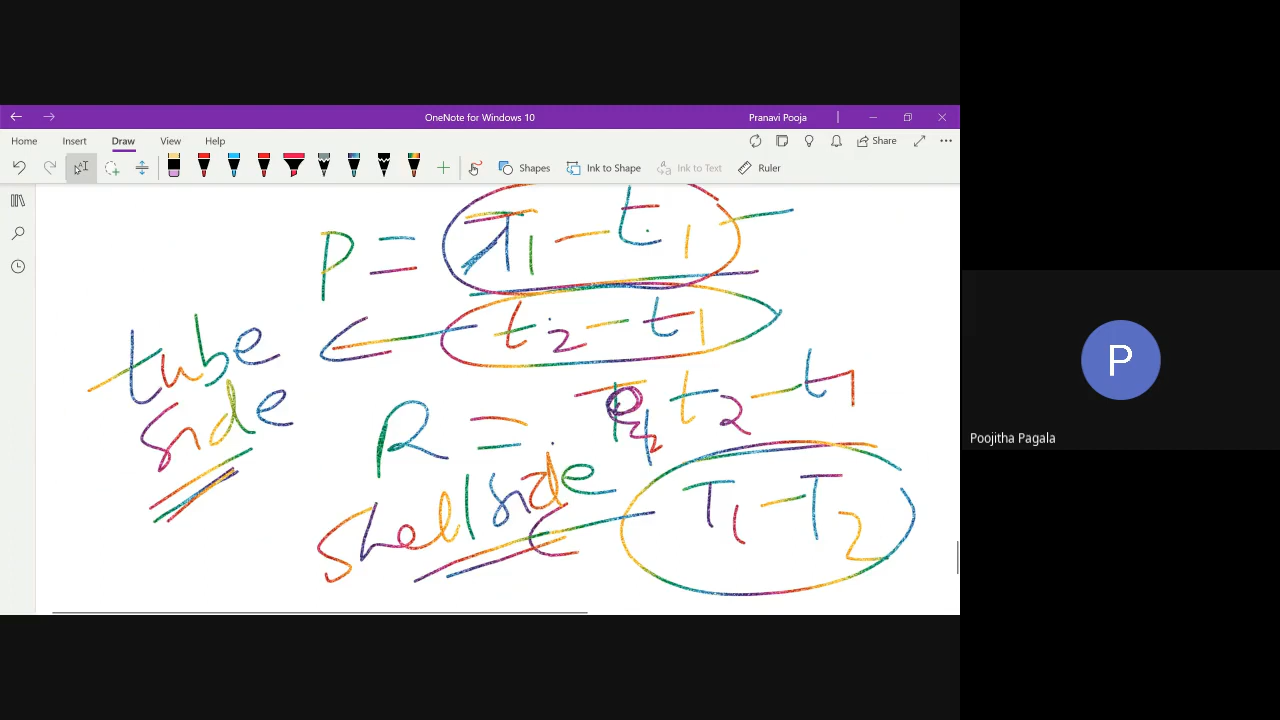 OneNote for Windows 10
Pranavi Pooja
Home Insert Draw View Help
Share
Shapes Ink to Shape Ink to Text Ruler
P = T1 - t1
t2 - t1
tube
side
R = t2 - t1
T1 - T2
shell side
P
Poojitha Pagala